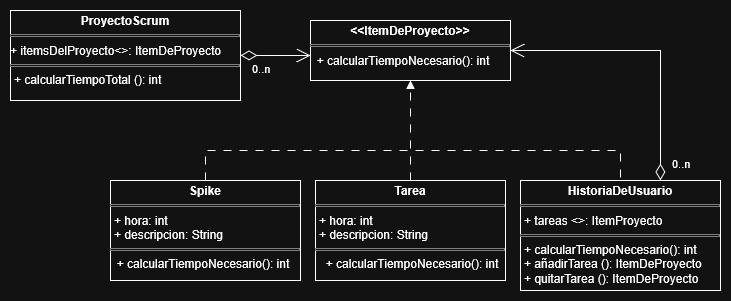 ProyectoScrum
+ itemsDelProyecto<>: ItemDeProyecto
+ calcularTiempoTotal (): int
0..n
<<ItemDeProyecto>>
+ calcularTiempoNecesario(): int
0..n
Spike
+ hora: int
+ descripcion: String
+ calcularTiempoNecesario(): int
Tarea
+ hora: int
+ descripcion: String
+ calcularTiempoNecesario(): int
HistoriaDeUsuario
+ tareas <>: ItemProyecto
+ calcularTiempoNecesario(): int
+ añadirTarea (): ItemDeProyecto
+ quitarTarea (): ItemDeProyecto